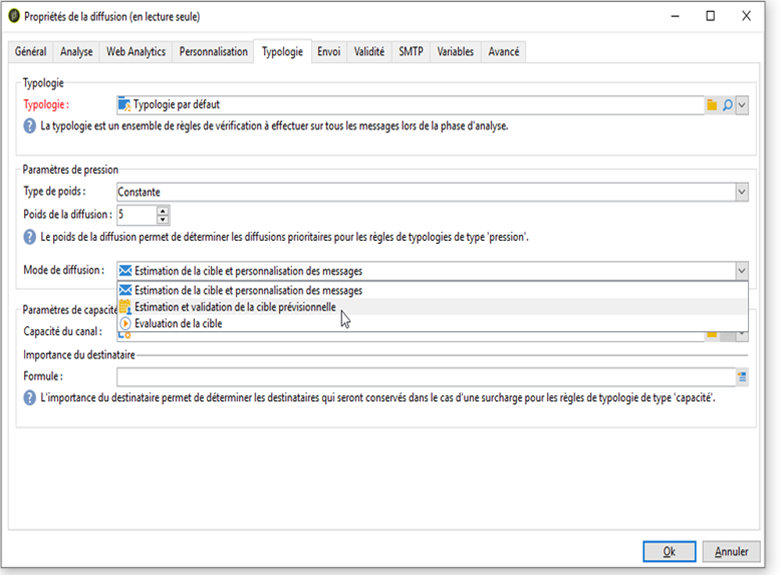 Propriétés de la diffusion (en lecture seule)
Général Analyse Web Analytics Personnalisation Typologie Envoi Validité SMTP Variables Avancé
Typologie
Typologie : Typologie par défaut
La typologie est un ensemble de règles de vérification à effectuer sur tous les messages lors de la phase d'analyse.
Paramètres de pression
Type de poids : Constante
Poids de la diffusion : 5
Le poids de la diffusion permet de déterminer les diffusions prioritaires pour les règles de typologies de type 'pression'.
Mode de diffusion : Estimation de la cible et personnalisation des messages
Estimation de la cible et personnalisation des messages
Estimation et validation de la cible prévisionnelle
Paramètres de capacité
Evaluation de la cible
Capacité du canal :
Importance du destinataire
Formule :
L'importance du destinataire permet de déterminer les destinataires qui seront conservés dans le cas d'une surcharge pour les règles de typologie de type 'capacité'.
Ok Annuler